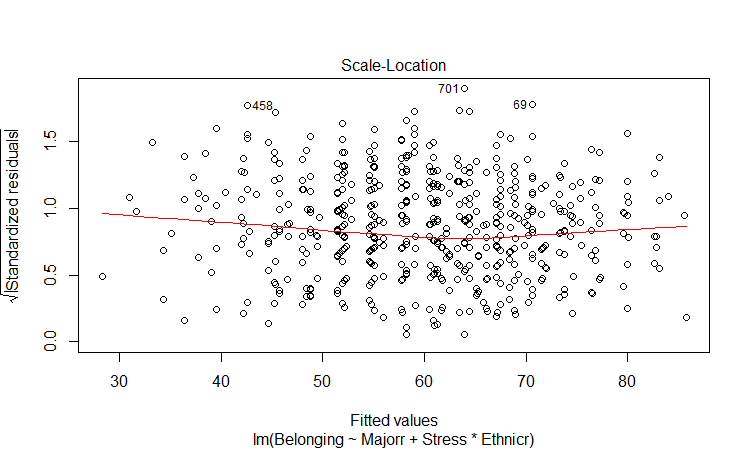 Scale-Location
√|Standardized residuals|
1.5
1.0
0.5
0.0
458
701
69
30 40 50 60 70 80
Fitted values
lm(Belonging ~ Majorr + Stress * Ethnicr)